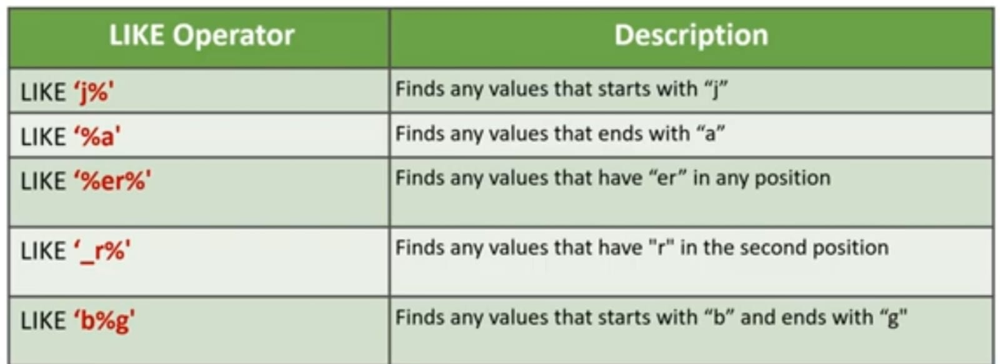 LIKE Operator Description
LIKE ‘j%' Finds any values that starts with “j”
LIKE ‘%a' Finds any values that ends with “a”
LIKE ‘%er%' Finds any values that have “er” in any position
LIKE ‘_r%' Finds any values that have "r" in the second position
LIKE ‘b%g' Finds any values that starts with “b” and ends with “g"